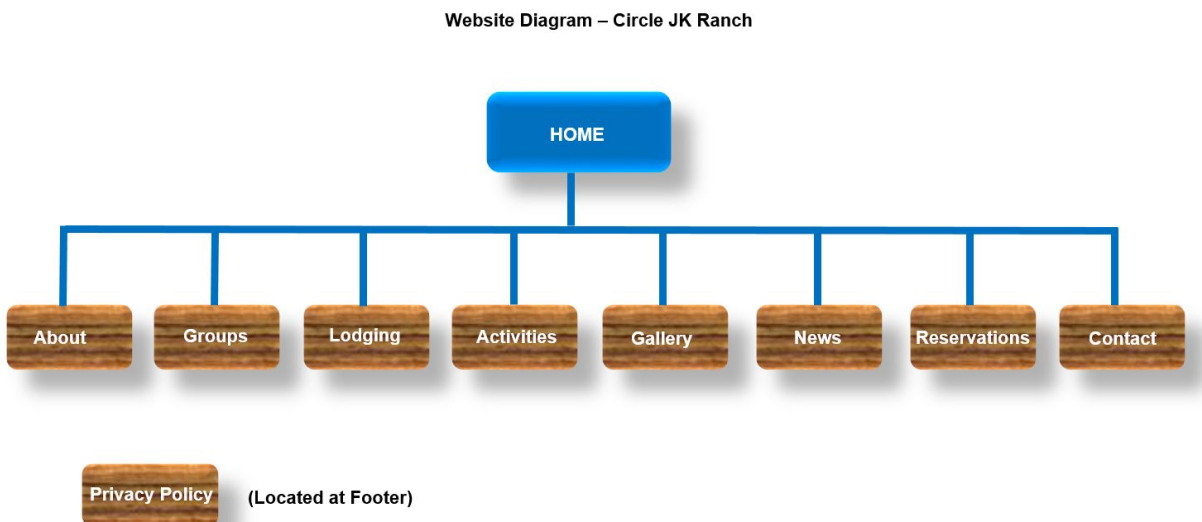 Website Diagram – Circle JK Ranch
HOME
About
Groups
Lodging
Activities
Gallery
News
Reservations
Contact
Privacy Policy
(Located at Footer)